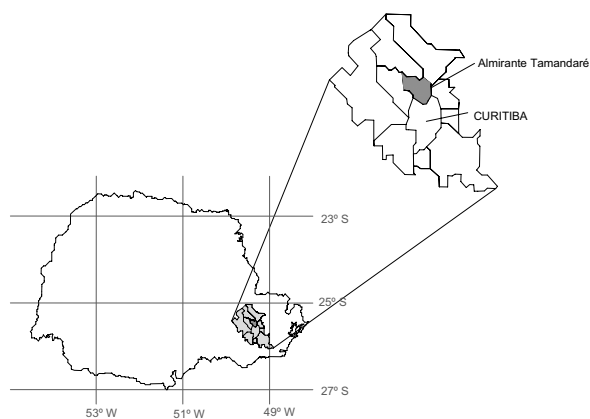 Almirante Tamandaré
CURITIBA
23º S
25º S
27º S
53º W
51º W
49º W